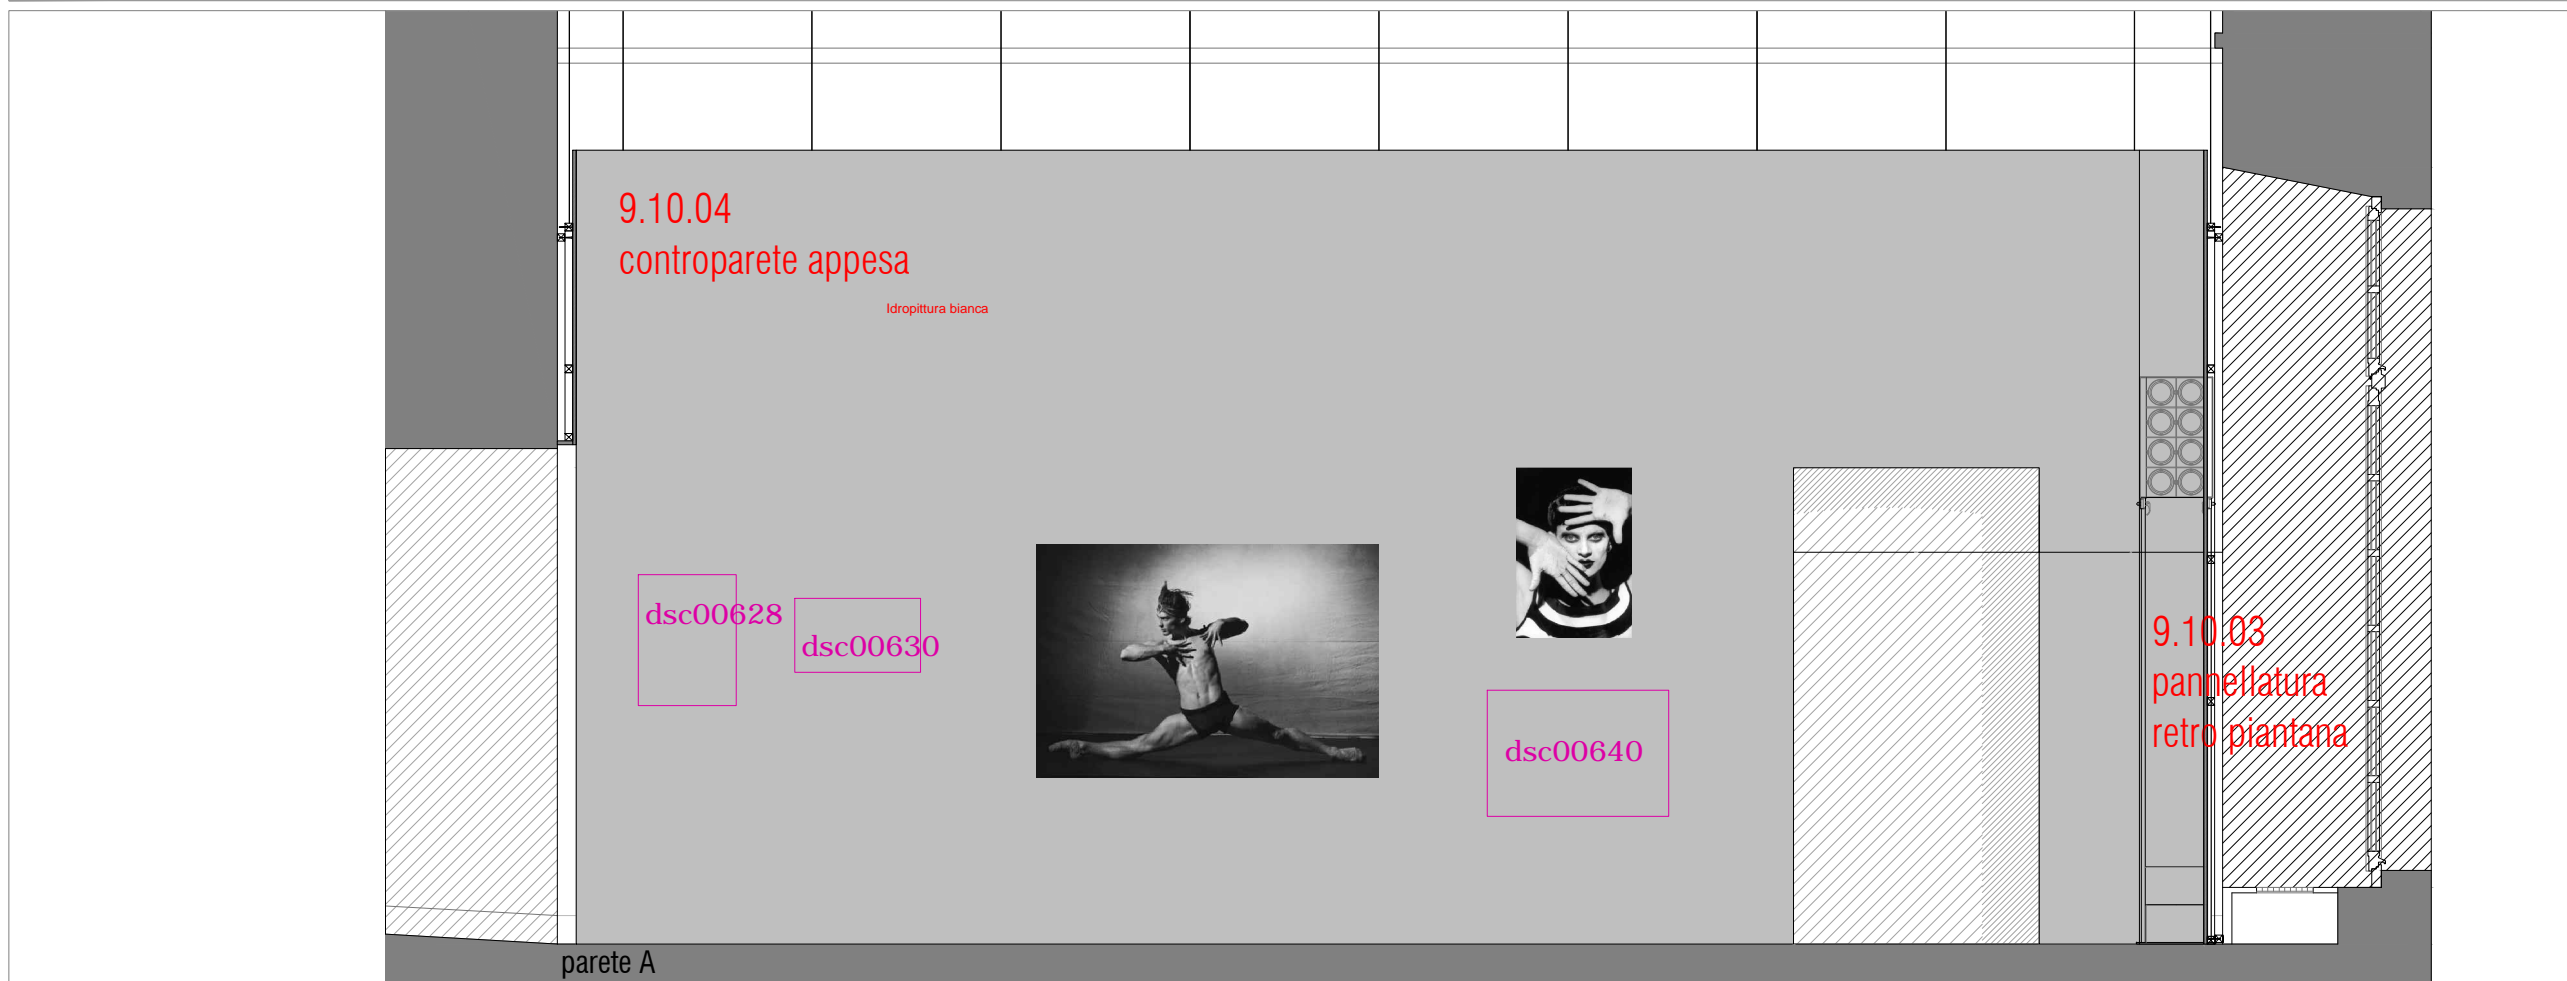 9.10.04
controparete appesa
Idropittura bianca
dsc00628
dsc00630
dsc00640
9.10.03
pannellatura
retro piantana
parete A